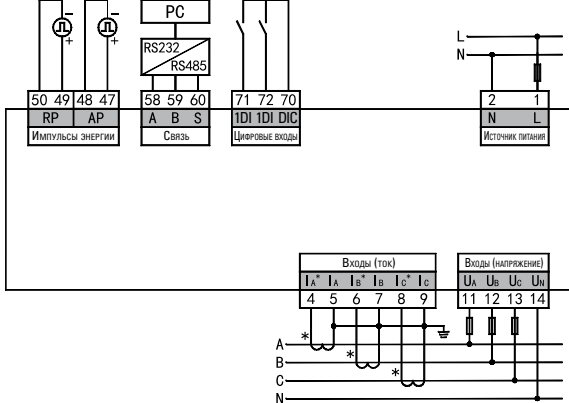 PC
RS232
RS485
− −
+ +
L
N
50 49 48 47
RP AP
Импульсы энергии
58 59 60
A B S
Связь
71 72 70
1DI 1DI DIC
Цифровые входы
2 1
N L
Источник питания
Входы (ток)
IA* IA IB* IB IC* IC
4 5 6 7 8 9
Входы (напряжение)
UA UB UC UN
11 12 13 14
* * *
A
B
C
N